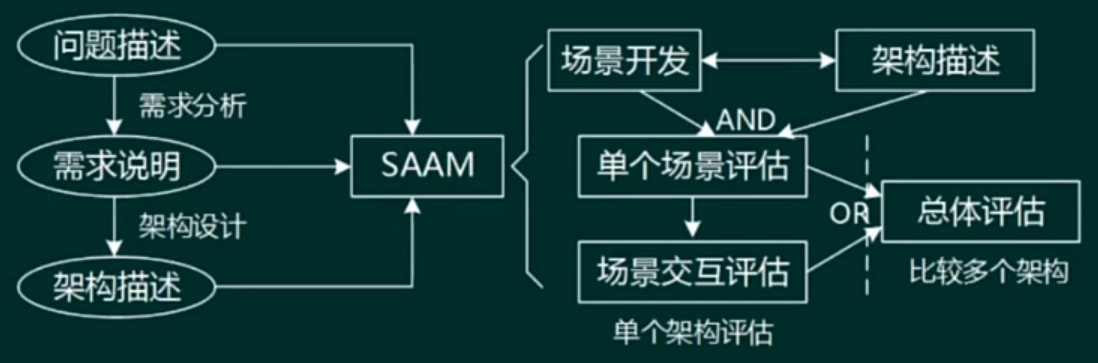 问题描述
需求分析
需求说明
架构设计
架构描述
SAAM
场景开发
架构描述
AND
单个场景评估
OR
总体评估
场景交互评估
比较多个架构
单个架构评估